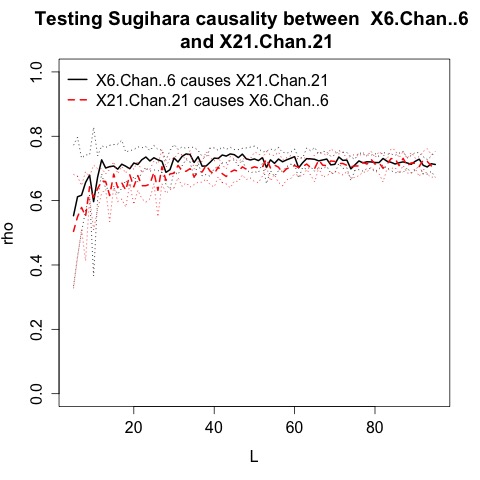 Testing Sugihara causality between  X6.Chan..6
and X21.Chan.21
X6.Chan..6 causes X21.Chan.21
X21.Chan.21 causes X6.Chan..6
1.0
0.8
0.6
0.4
0.2
0.0
rho
20 40 60 80
L